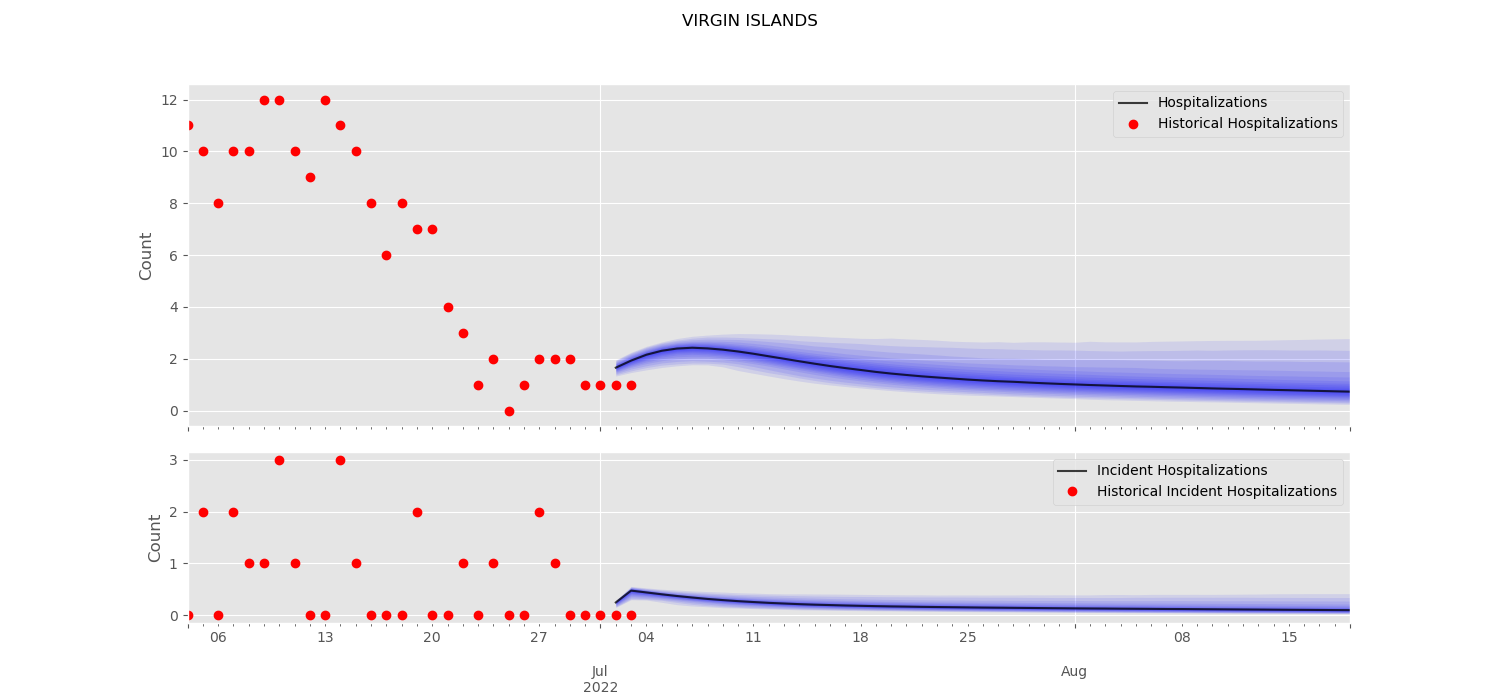 VIRGIN ISLANDS
12
10
8
6
4
2
0
Count
Hospitalizations
Historical Hospitalizations
3
2
1
0
Count
Incident Hospitalizations
Historical Incident Hospitalizations
06 13 20 27 04 11 18 25 08 15
Jul Aug
2022